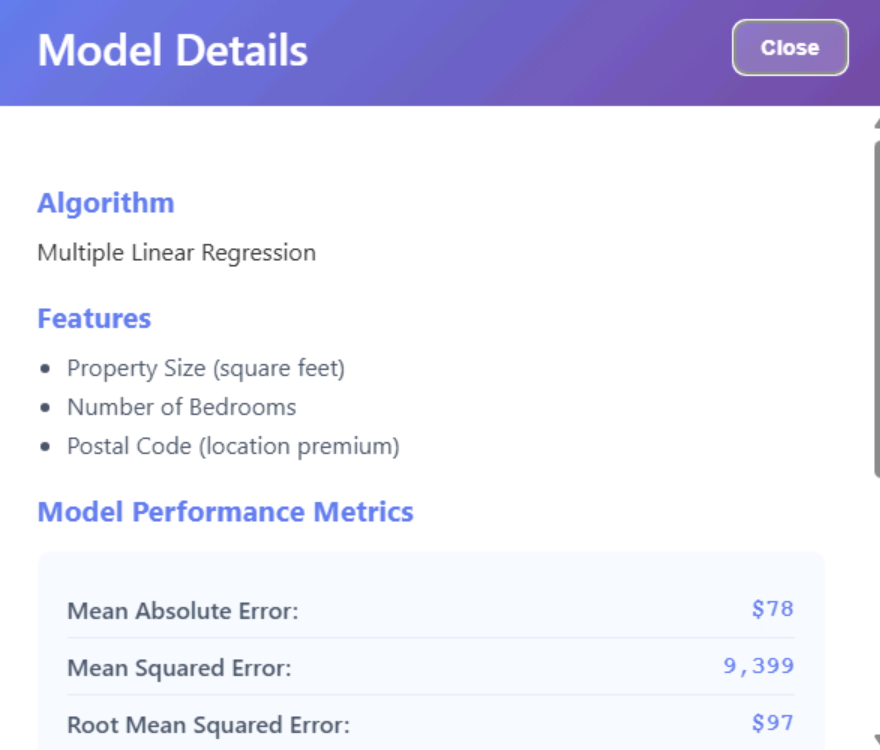 Model Details
Close
Algorithm
Multiple Linear Regression
Features
Property Size (square feet)
Number of Bedrooms
Postal Code (location premium)
Model Performance Metrics
Mean Absolute Error: $78
Mean Squared Error: 9,399
Root Mean Squared Error: $97